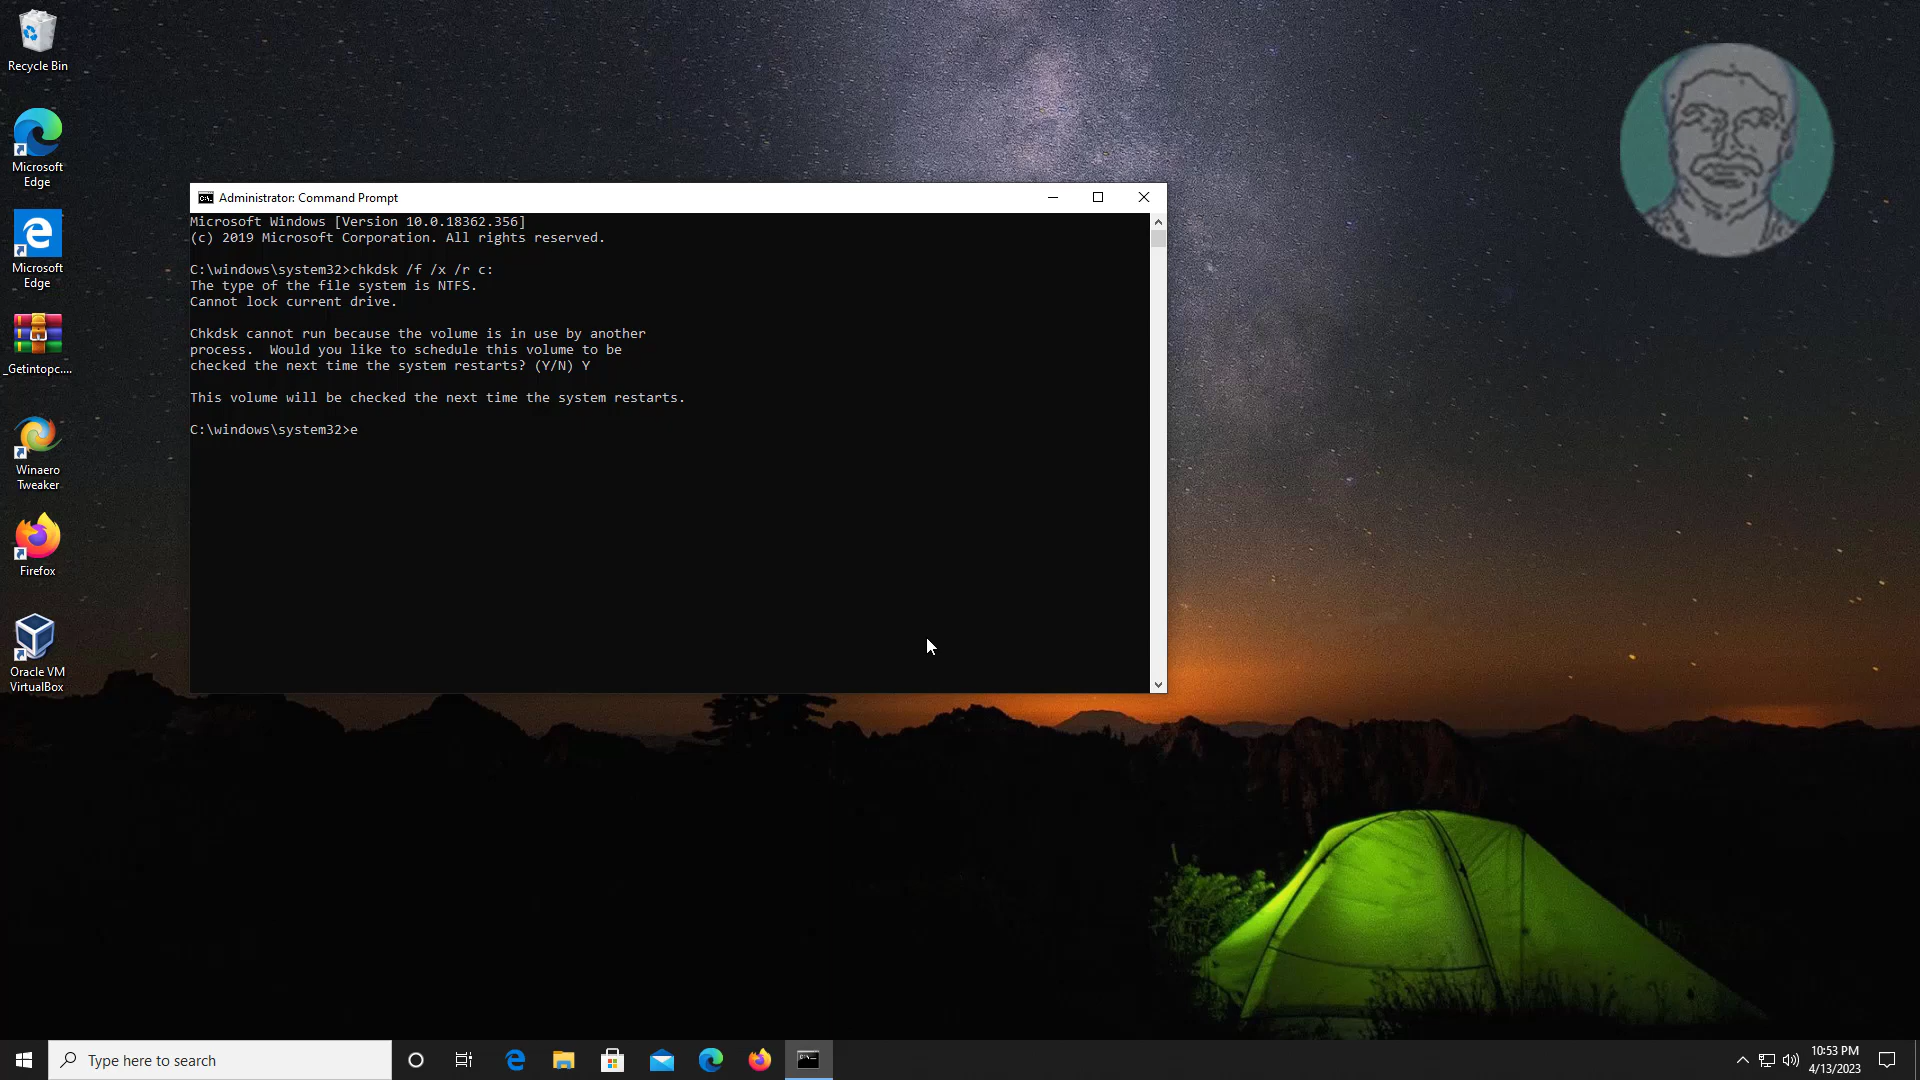 Recycle Bin
Microsoft
Edge
Microsoft
Edge
_Getintopc....
Winaero
Tweaker
Firefox
Oracle VM
VirtualBox
Administrator: Command Prompt
Microsoft Windows [Version 10.0.18362.356]
(c) 2019 Microsoft Corporation. All rights reserved.
C:\windows\system32>chkdsk /f /x /r c:
The type of the file system is NTFS.
Cannot lock current drive.
Chkdsk cannot run because the volume is in use by another
process.  Would you like to schedule this volume to be
checked the next time the system restarts? (Y/N) Y
This volume will be checked the next time the system restarts.
C:\windows\system32>e
Type here to search
10:53 PM
4/13/2023